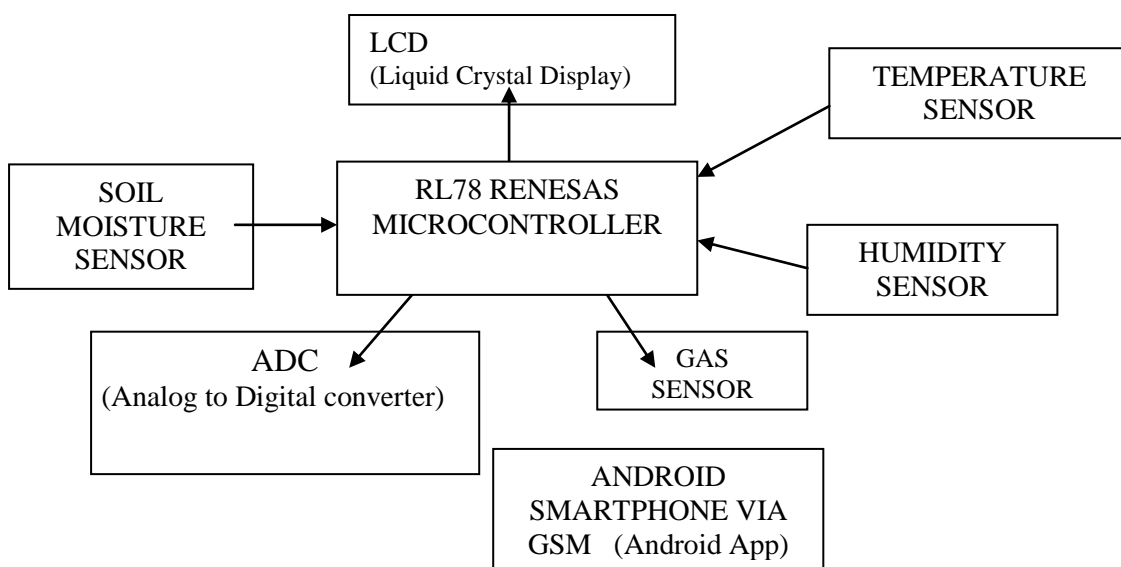 LCD
(Liquid Crystal Display)
TEMPERATURE
SENSOR
SOIL
MOISTURE
SENSOR
RL78 RENESAS
MICROCONTROLLER
HUMIDITY
SENSOR
ADC
(Analog to Digital converter)
GAS
SENSOR
ANDROID
SMARTPHONE VIA
GSM (Android App)